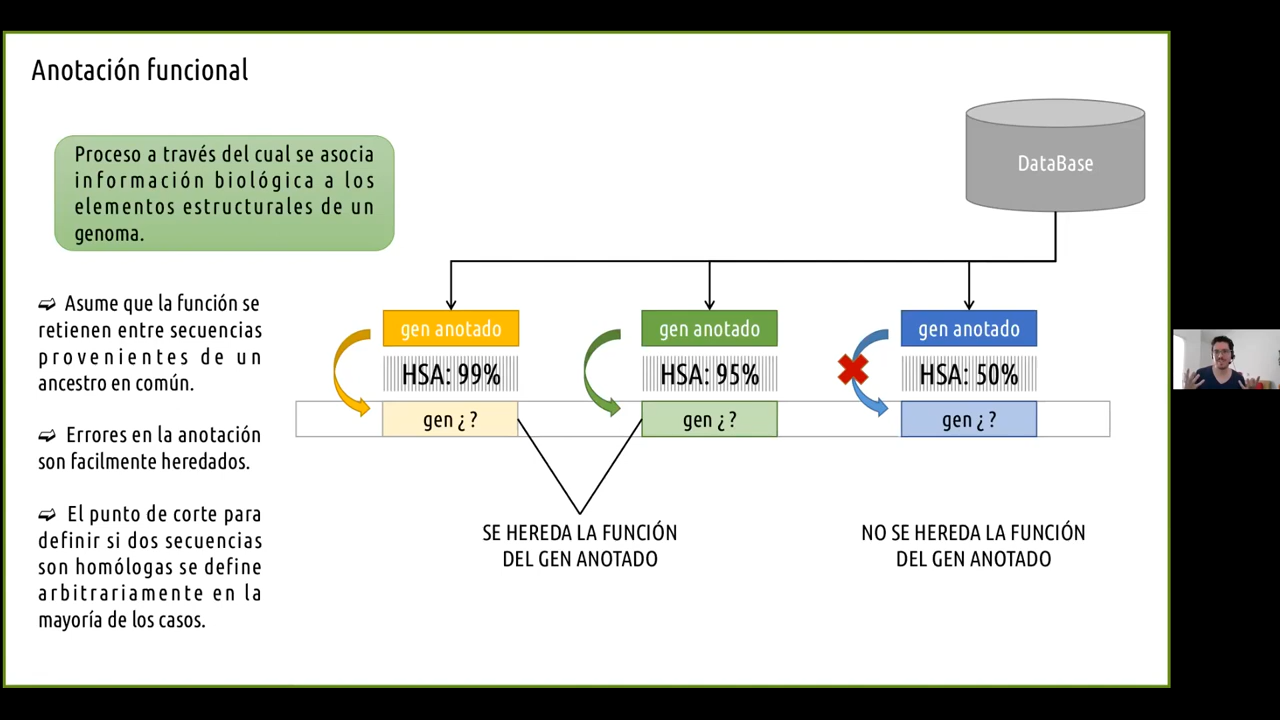 Anotación funcional
Proceso a través del cual se asocia
información biológica a los
elementos estructurales de un
genoma.
DataBase
➫ Asume que la función se
retienen entre secuencias
provenientes de un
ancestro en común.
➫ Errores en la anotación
son facilmente heredados.
➫ El punto de corte para
definir si dos secuencias
son homólogas se define
arbitrariamente en la
mayoría de los casos.
gen anotado
HSA: 99%
gen ¿ ?
gen anotado
HSA: 95%
gen ¿ ?
gen anotado
HSA: 50%
gen ¿ ?
SE HEREDA LA FUNCIÓN
DEL GEN ANOTADO
NO SE HEREDA LA FUNCIÓN
DEL GEN ANOTADO